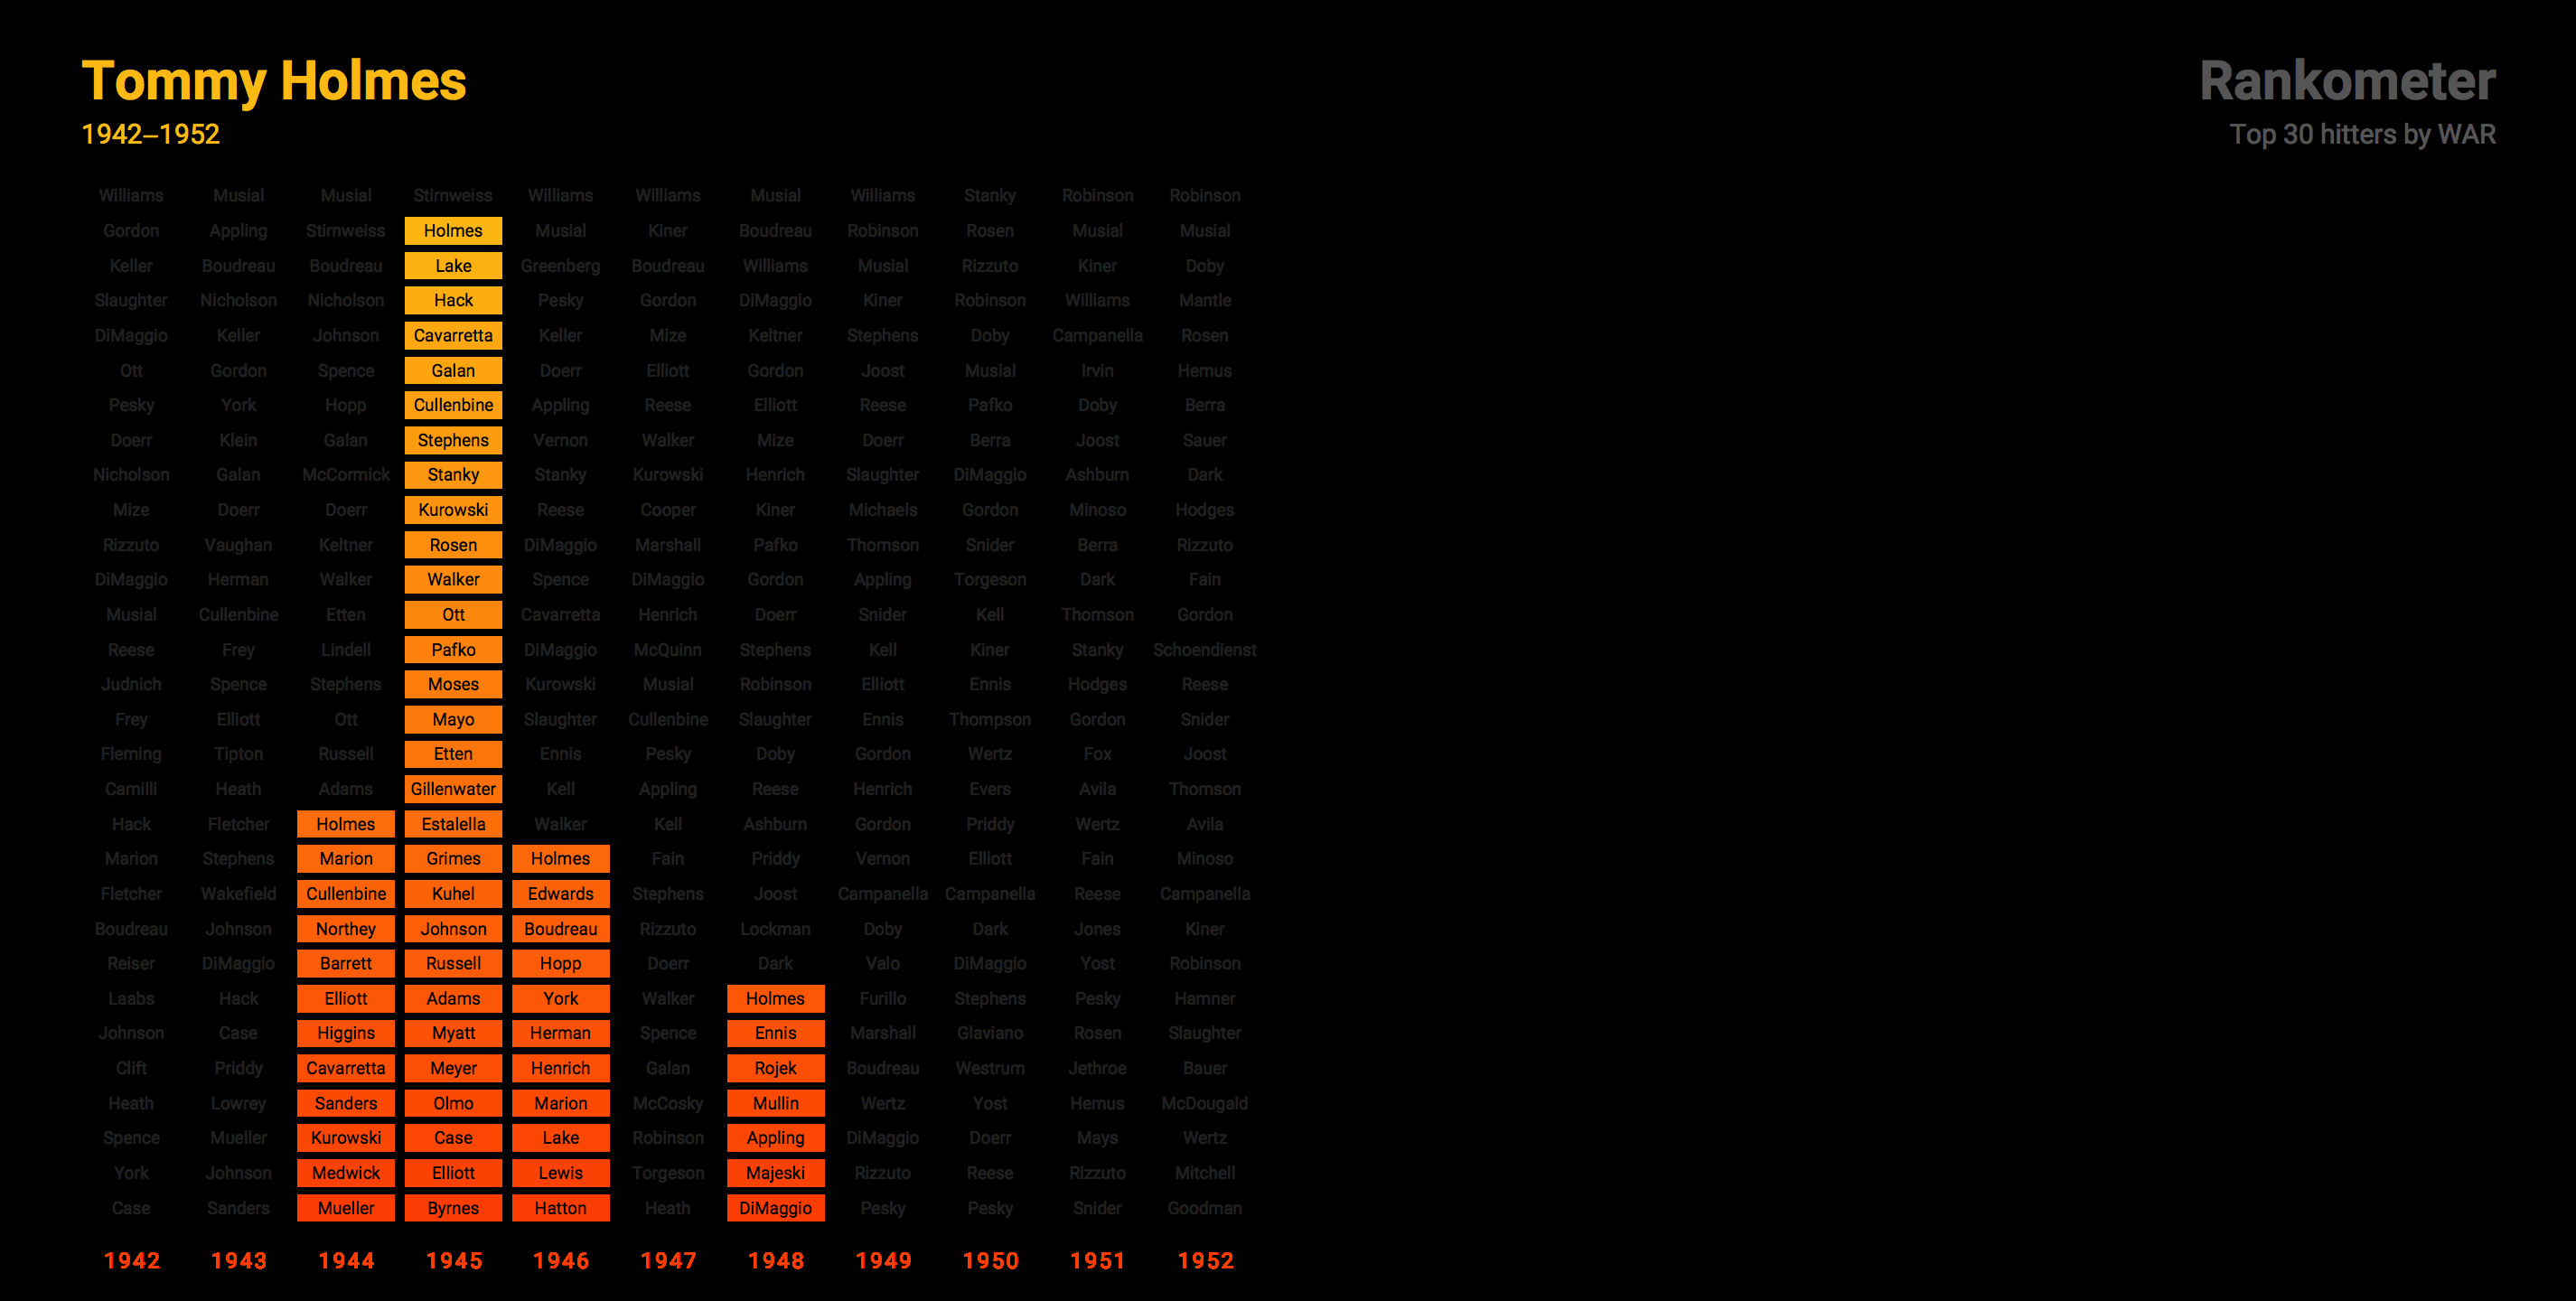 Tommy Holmes
1942–1952
Rankometer
Top 30 hitters by WAR
Williams Musial Musial Stirnweiss Williams Williams Musial Williams Stanky Robinson Robinson
Gordon Appling Stirnweiss Holmes Musial Kiner Boudreau Robinson Rosen Musial Musial
Keller Boudreau Boudreau Lake Greenberg Boudreau Williams Musial Rizzuto Kiner Doby
Slaughter Nicholson Nicholson Hack Pesky Gordon DiMaggio Kiner Robinson Williams Mantle
DiMaggio Keller Johnson Cavarretta Keller Mize Keltner Stephens Doby Campanella Rosen
Ott Gordon Spence Galan Doerr Elliott Gordon Joost Musial Irvin Hemus
Pesky York Hopp Cullenbine Appling Reese Elliott Reese Pafko Doby Berra
Doerr Klein Galan Stephens Vernon Walker Mize Doerr Berra Joost Sauer
Nicholson Galan McCormick Stanky Stanky Kurowski Henrich Slaughter DiMaggio Ashburn Dark
Mize Doerr Doerr Kurowski Reese Cooper Kiner Michaels Gordon Minoso Hodges
Rizzuto Vaughan Keltner Rosen DiMaggio Marshall Pafko Thomson Snider Berra Rizzuto
DiMaggio Herman Walker Walker Spence DiMaggio Gordon Appling Torgeson Dark Fain
Musial Cullenbine Etten Ott Cavarretta Henrich Doerr Snider Kell Thomson Gordon
Reese Frey Lindell Pafko DiMaggio McQuinn Stephens Kell Kiner Stanky Schoendienst
Judnich Spence Stephens Moses Kurowski Musial Robinson Elliott Ennis Hodges Reese
Frey Elliott Ott Mayo Slaughter Cullenbine Slaughter Ennis Thompson Gordon Snider
Fleming Tipton Russell Etten Ennis Pesky Doby Gordon Wertz Fox Joost
Camilli Heath Adams Gillenwater Kell Appling Reese Henrich Evers Avila Thomson
Hack Fletcher Holmes Estalella Walker Kell Ashburn Gordon Priddy Wertz Avila
Marion Stephens Marion Grimes Holmes Fain Priddy Vernon Elliott Fain Minoso
Fletcher Wakefield Cullenbine Kuhel Edwards Stephens Joost Campanella Campanella Reese Campanella
Boudreau Johnson Northey Johnson Boudreau Rizzuto Lockman Doby Dark Jones Kiner
Reiser DiMaggio Barrett Russell Hopp Doerr Dark Valo DiMaggio Yost Robinson
Laabs Hack Elliott Adams York Walker Holmes Furillo Stephens Pesky Hamner
Johnson Case Higgins Myatt Herman Spence Ennis Marshall Glaviano Rosen Slaughter
Clift Priddy Cavarretta Meyer Henrich Galan Rojek Boudreau Westrum Jethroe Bauer
Heath Lowrey Sanders Olmo Marion McCosky Mullin Wertz Yost Hemus McDougald
Spence Mueller Kurowski Case Lake Robinson Appling DiMaggio Doerr Mays Wertz
York Johnson Medwick Elliott Lewis Torgeson Majeski Rizzuto Reese Rizzuto Mitchell
Case Sanders Mueller Byrnes Hatton Heath DiMaggio Pesky Pesky Snider Goodman
1942 1943 1944 1945 1946 1947 1948 1949 1950 1951 1952